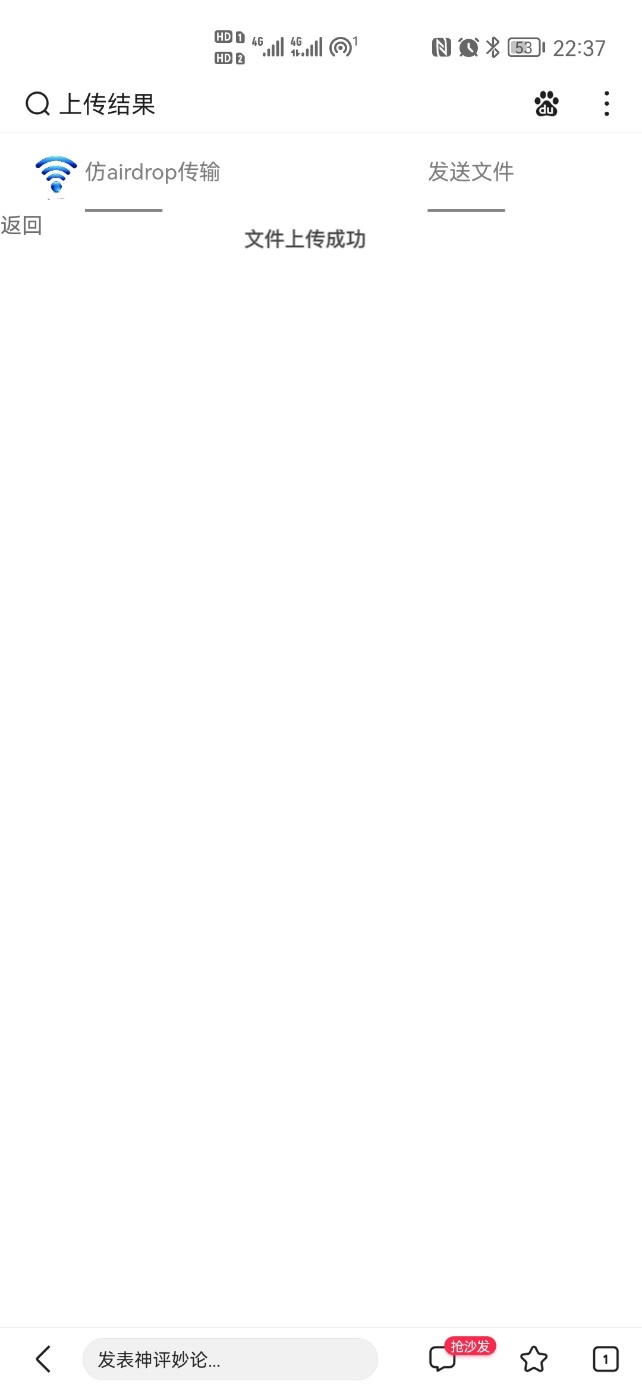 HD 1 4G 4G 1 53 22:37
HD 2
上传结果 du
仿airdrop传输 发送文件
返回
文件上传成功
发表神评妙论... 抢沙发 1